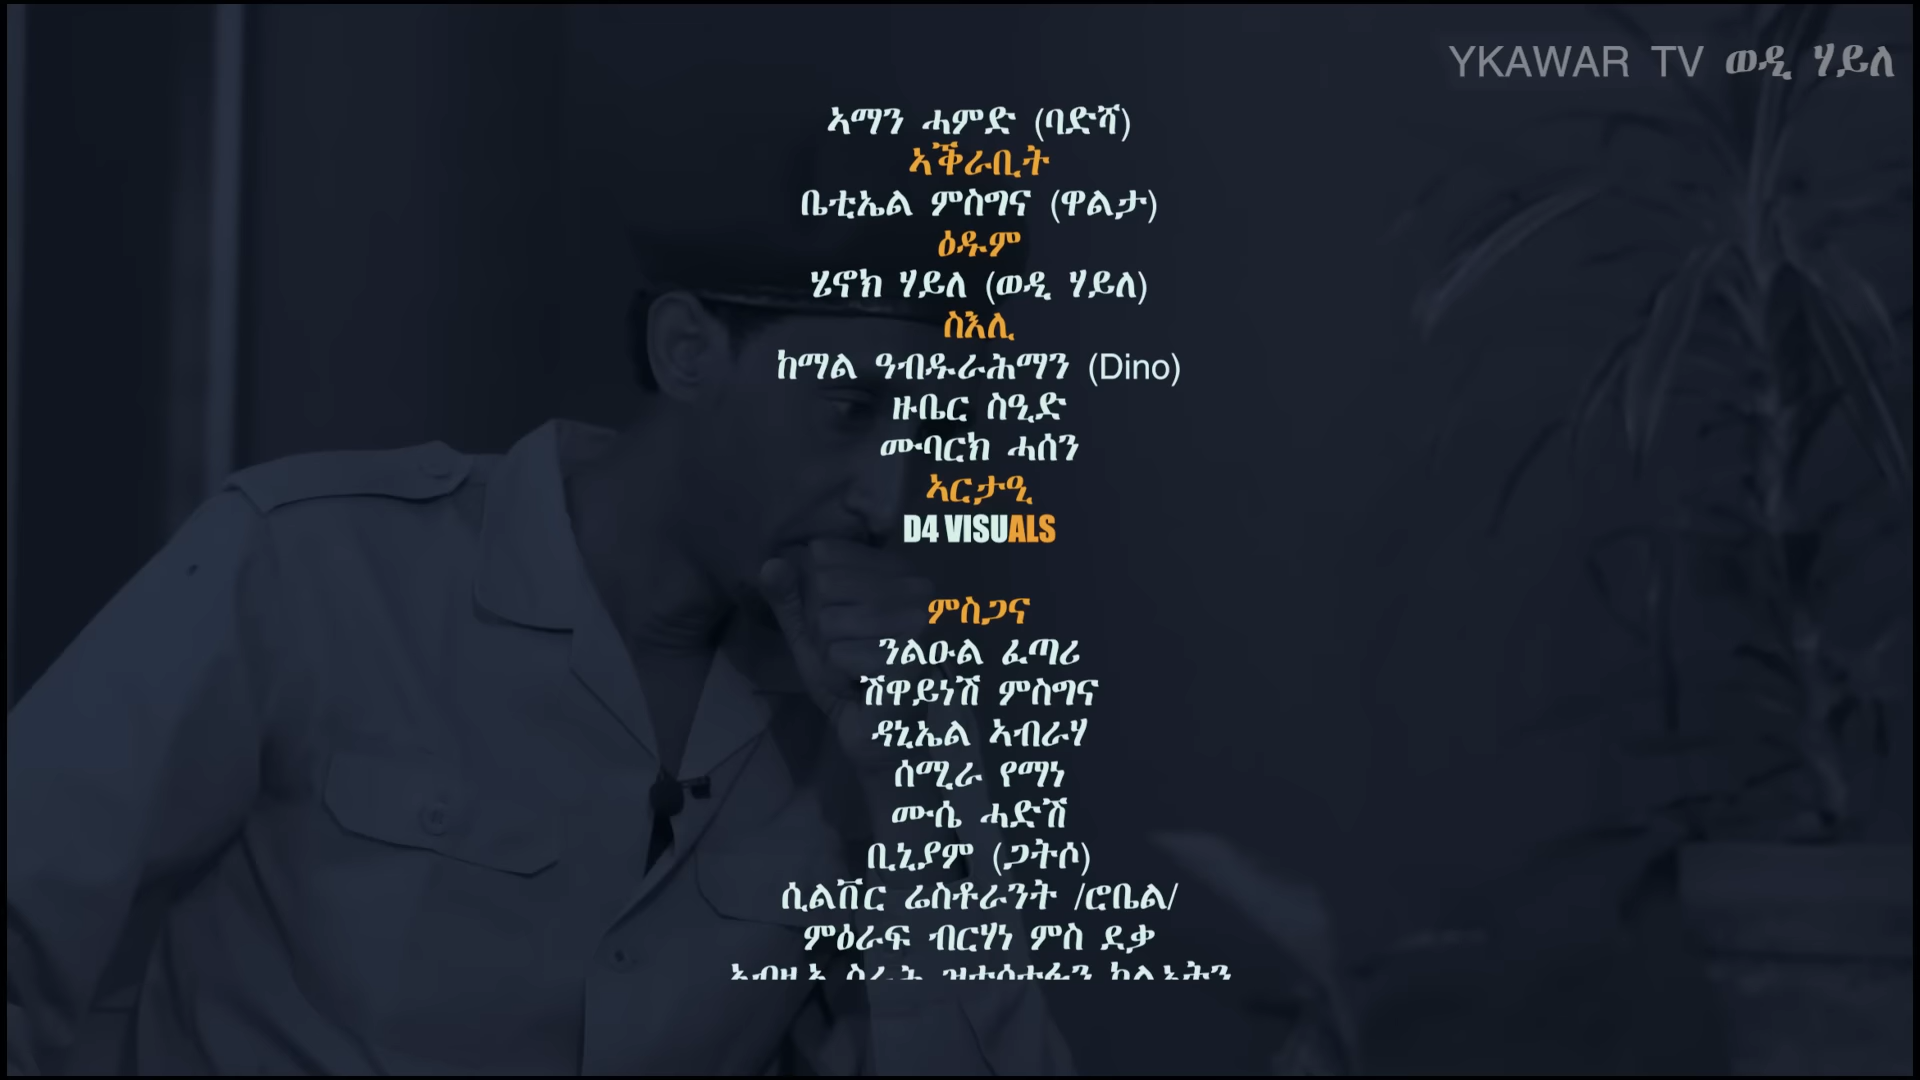 YKAWAR TV ወዲ ሃይለ
ኣማን ሓምድ (ባድሻ)
ኣቕራቢት
ቤቲኤል ምስግና (ዋልታ)
ዕዱም
ሄኖክ ሃይለ (ወዲ ሃይለ)
ስእሊ
ከማል ዓብዱራሕማን (Dino)
ዙቤር ስዒድ
ሙባርክ ሓሰን
ኣርታዒ
D4 VISUALS
ምስጋና
ንልዑል ፈጣሪ
ሽዋይነሽ ምስግና
ዳኒኤል ኣብራሃ
ሰሚራ የማነ
ሙሴ ሓድሽ
ቢኒያም (ጋትሶ)
ሲልቨር ሬስቶራንት /ሮቤል/
ምዕራፍ ብርሃነ ምስ ደቃ